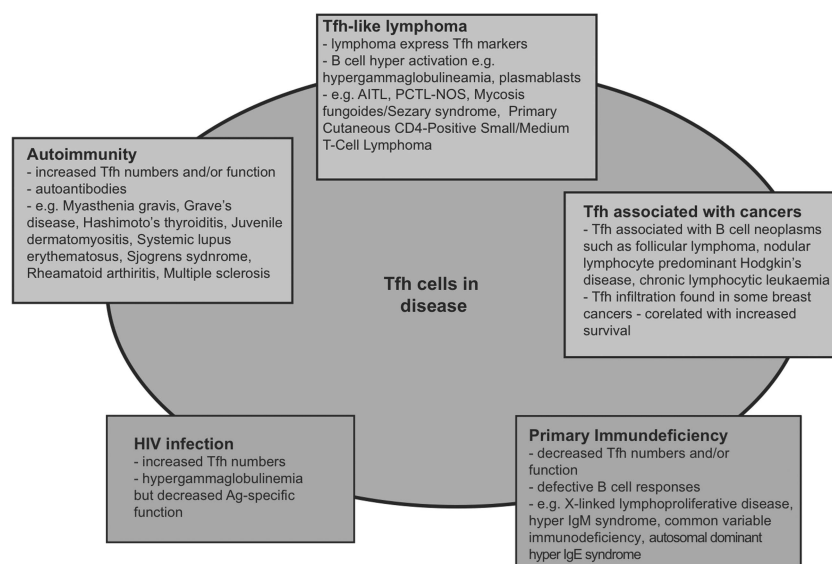 Tfh-like lymphoma
- lymphoma express Tfh markers
- B cell hyper activation e.g.
hypergammaglobulineamia, plasmablasts
- e.g. AITL, PCTL-NOS, Mycosis
fungoides/Sezary syndrome, Primary
Cutaneous CD4-Positive Small/Medium
T-Cell Lymphoma
Autoimmunity
- increased Tfh numbers and/or function
- autoantibodies
- e.g. Myasthenia gravis, Grave's
disease, Hashimoto's thyroiditis, Juvenile
dermatomyositis, Systemic lupus
erythematosus, Sjogrens sydnrome,
Rheamatoid arthiritis, Multiple sclerosis
Tfh associated with cancers
- Tfh associated with B cell neoplasms
such as follicular lymphoma, nodular
lymphocyte predominant Hodgkin's
disease, chronic lymphocytic leukaemia
- Tfh infiltration found in some breast
cancers - corelated with increased
survival
Tfh cells in
disease
HIV infection
- increased Tfh numbers
- hypergammaglobulinemia
but decreased Ag-specific
function
Primary Immundeficiency
- decreased Tfh numbers and/or
function
- defective B cell responses
- e.g. X-linked lymphoproliferative disease,
hyper IgM syndrome, common variable
immunodeficiency, autosomal dominant
hyper IgE syndrome